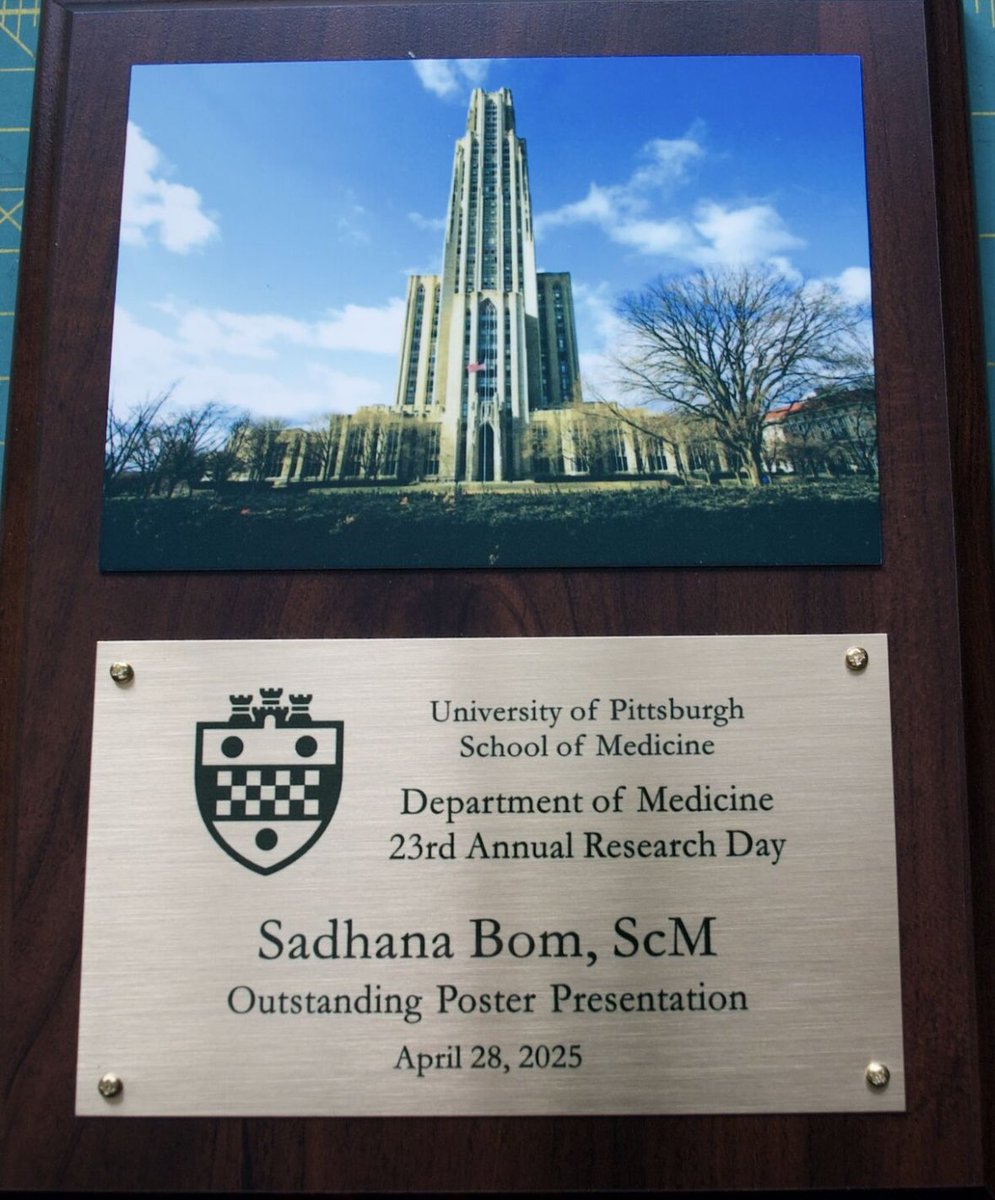 University of Pittsburgh
School of Medicine
Department of Medicine
23rd Annual Research Day
Sadhana Bom, ScM
Outstanding Poster Presentation
April 28, 2025